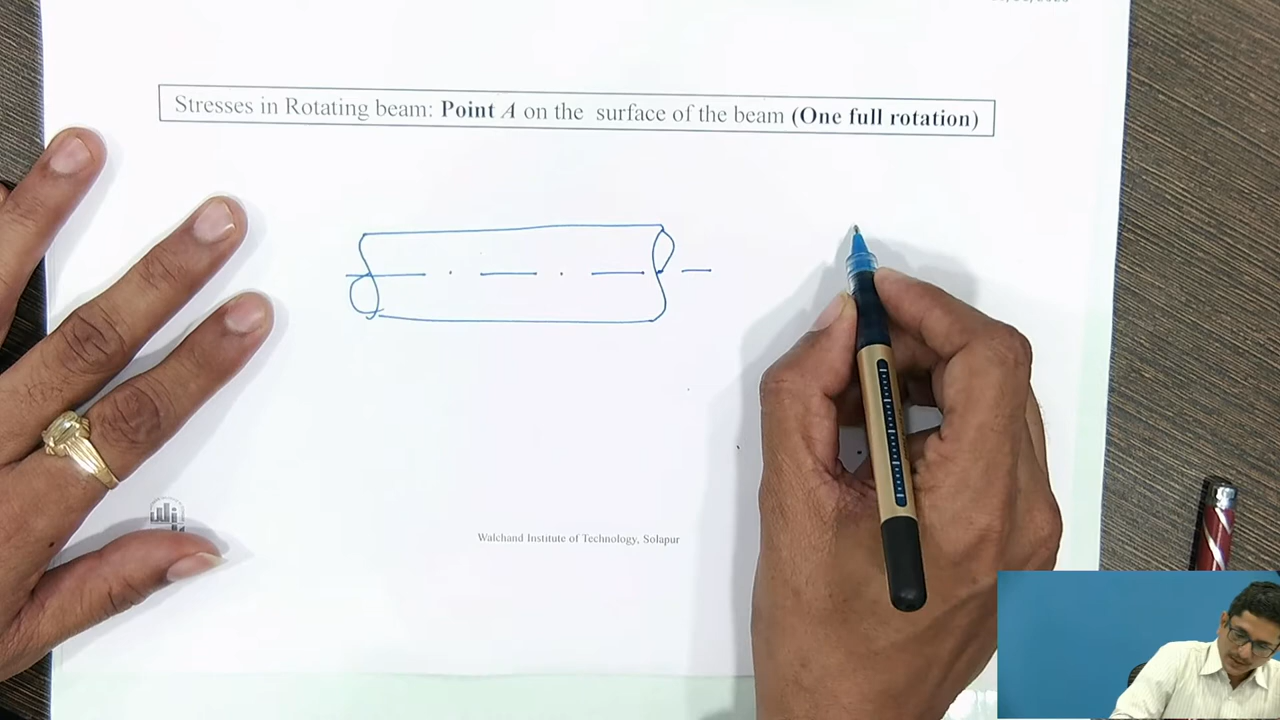 Stresses in Rotating beam: Point A on the surface of the beam (One full rotation)
Walchand Institute of Technology, Solapur